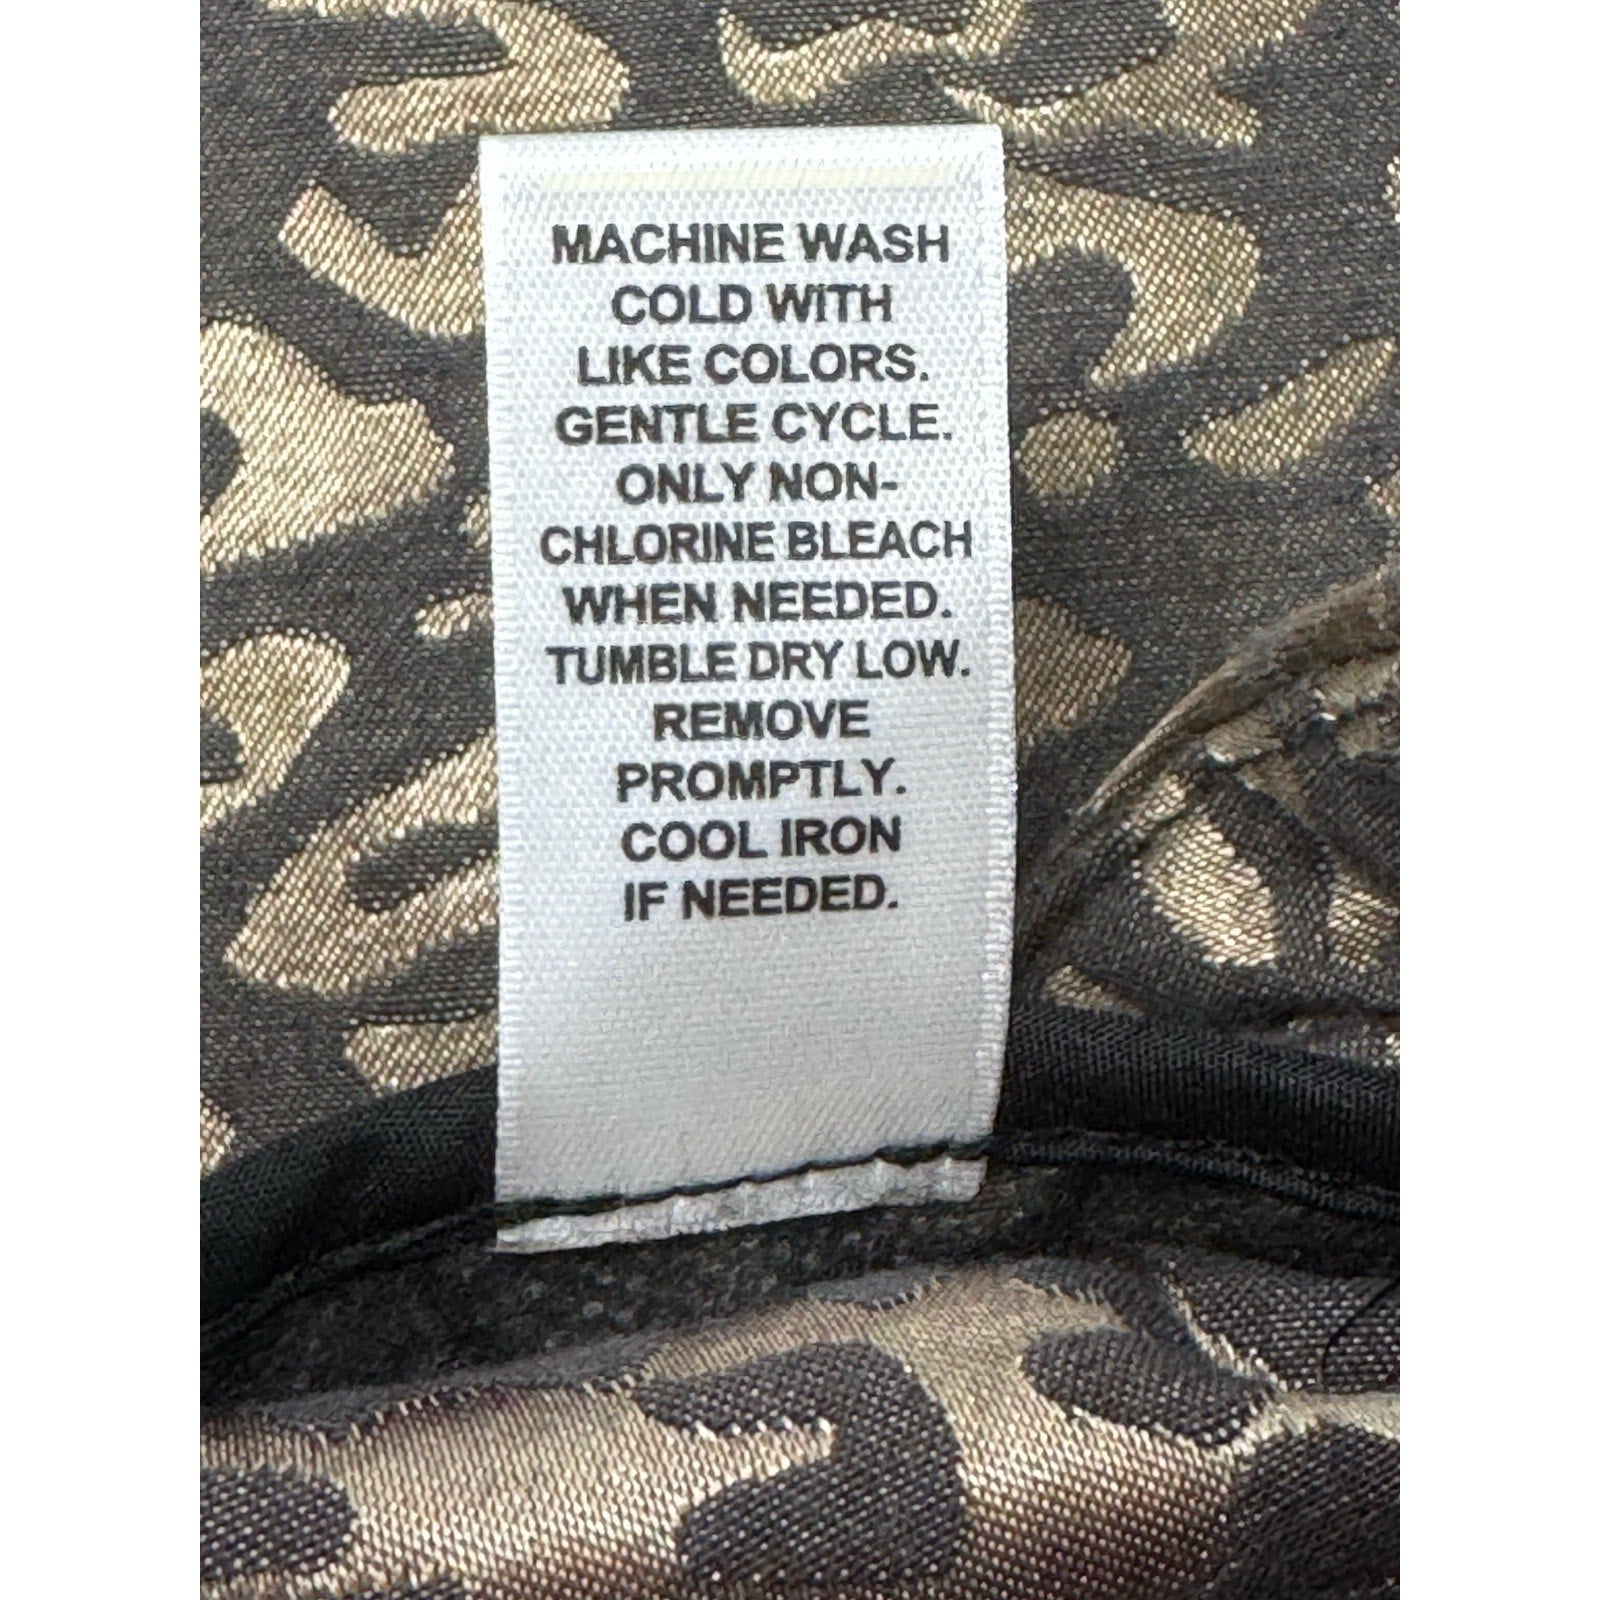 MACHINE WASH
COLD WITH
LIKE COLORS.
GENTLE CYCLE.
ONLY NON-
CHLORINE BLEACH
WHEN NEEDED.
TUMBLE DRY LOW.
REMOVE
PROMPTLY.
COOL IRON
IF NEEDED.